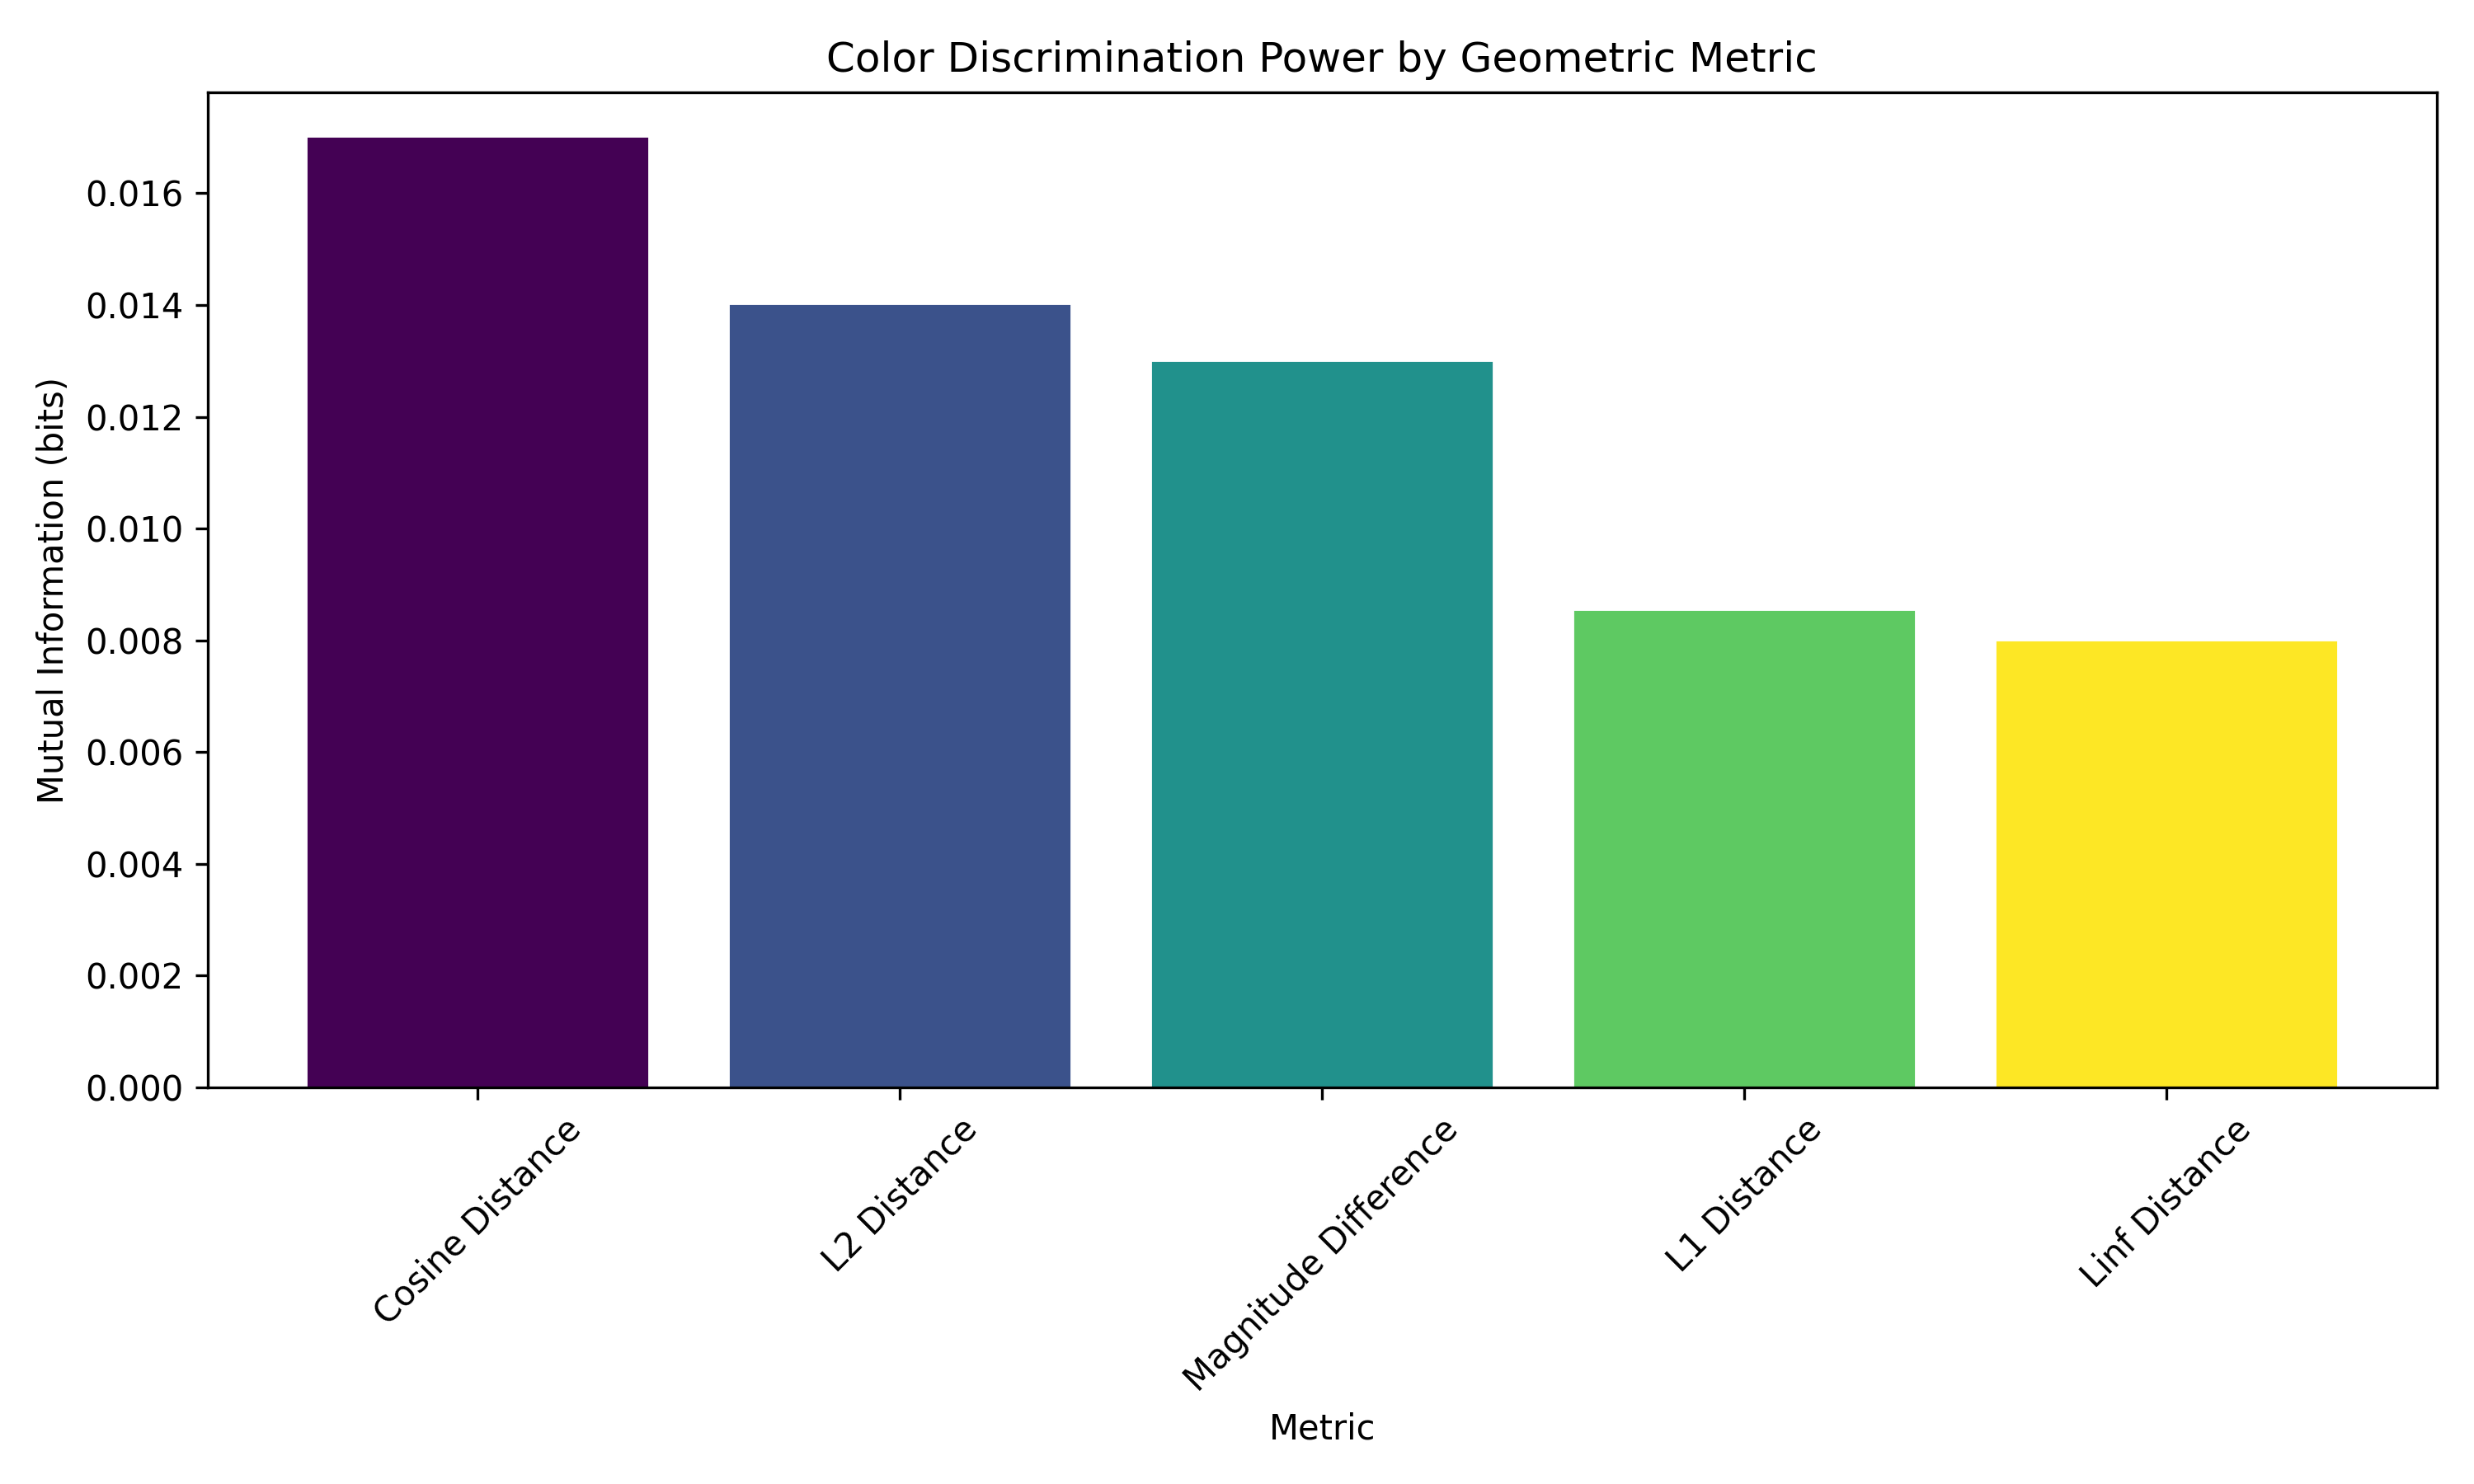 Color Discrimination Power by Geometric Metric
Mutual Information (bits)
0.016
0.014
0.012
0.010
0.008
0.006
0.004
0.002
0.000
Cosine Distance
L2 Distance
Magnitude Difference
L1 Distance
Linf Distance
Metric